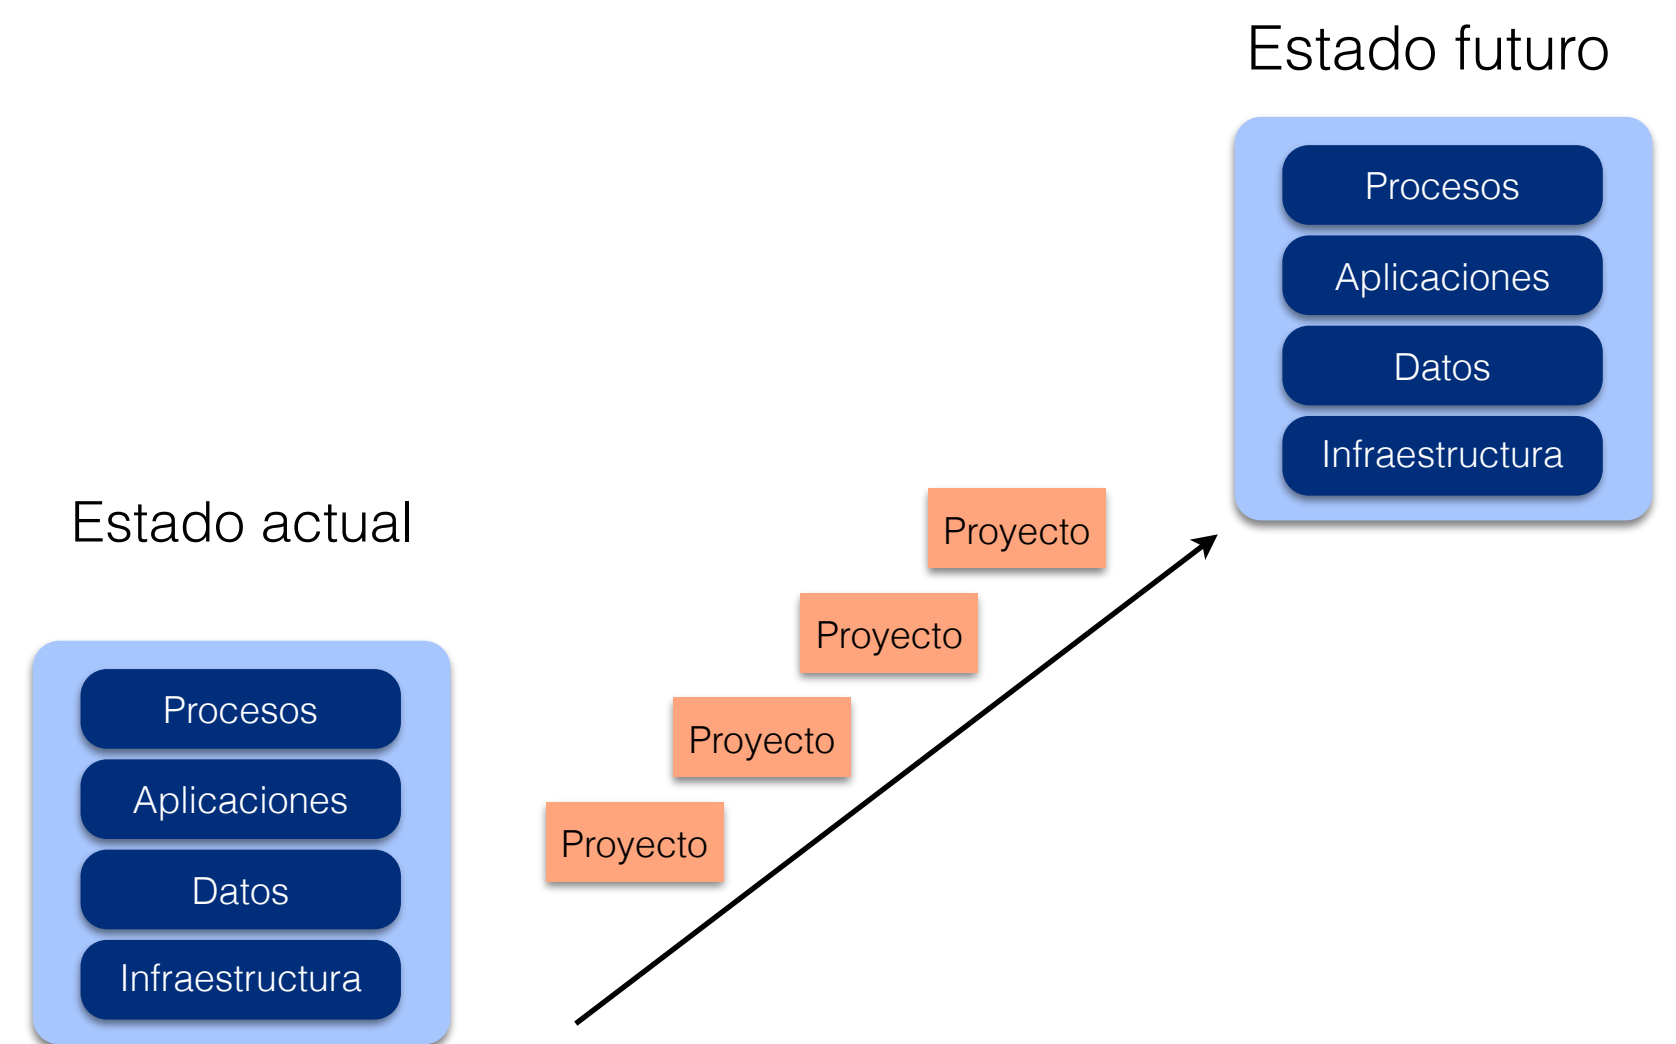 Estado futuro
Procesos
Aplicaciones
Datos
Infraestructura
Estado actual
Procesos
Aplicaciones
Datos
Infraestructura
Proyecto
Proyecto
Proyecto
Proyecto